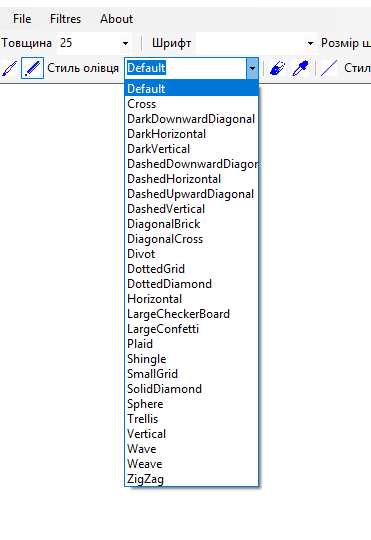 File Filtres About
Товщина 25 Шрифт Розмір ш
Стиль олівця Default Стил
Default
Cross
DarkDownwardDiagonal
DarkHorizontal
DarkVertical
DashedDownwardDiagor
DashedHorizontal
DashedUpwardDiagonal
DashedVertical
DiagonalBrick
DiagonalCross
Divot
DottedGrid
DottedDiamond
Horizontal
LargeCheckerBoard
LargeConfetti
Plaid
Shingle
SmallGrid
SolidDiamond
Sphere
Trellis
Vertical
Wave
Weave
ZigZag